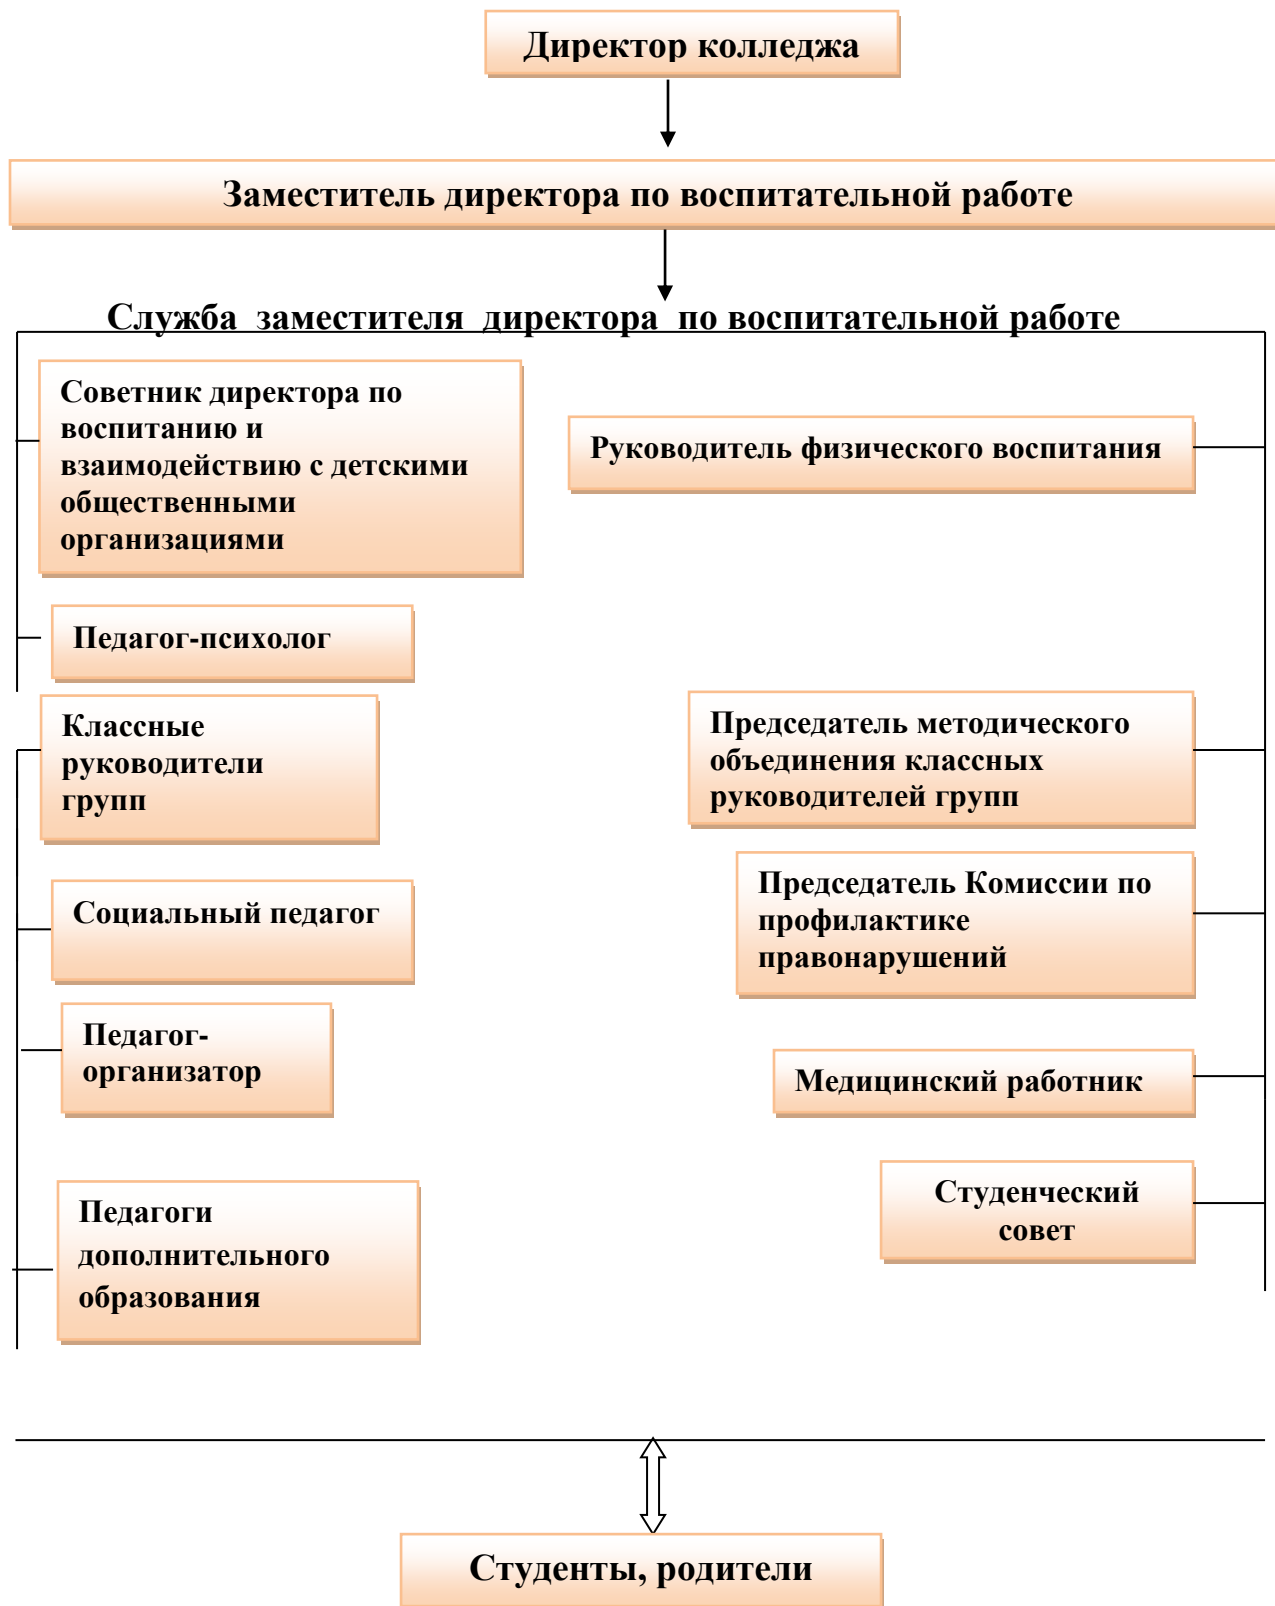 Директор колледжа
Заместитель директора по воспитательной работе
Служба заместителя директора по воспитательной работе
Советник директора по
воспитанию и
взаимодействию с детскими
общественными
организациями
Руководитель физического воспитания
Педагог-психолог
Классные
руководители
групп
Председатель методического
объединения классных
руководителей групп
Социальный педагог
Председатель Комиссии по
профилактике
правонарушений
Педагог-
организатор
Медицинский работник
Студенческий
совет
Педагоги
дополнительного
образования
Студенты, родители